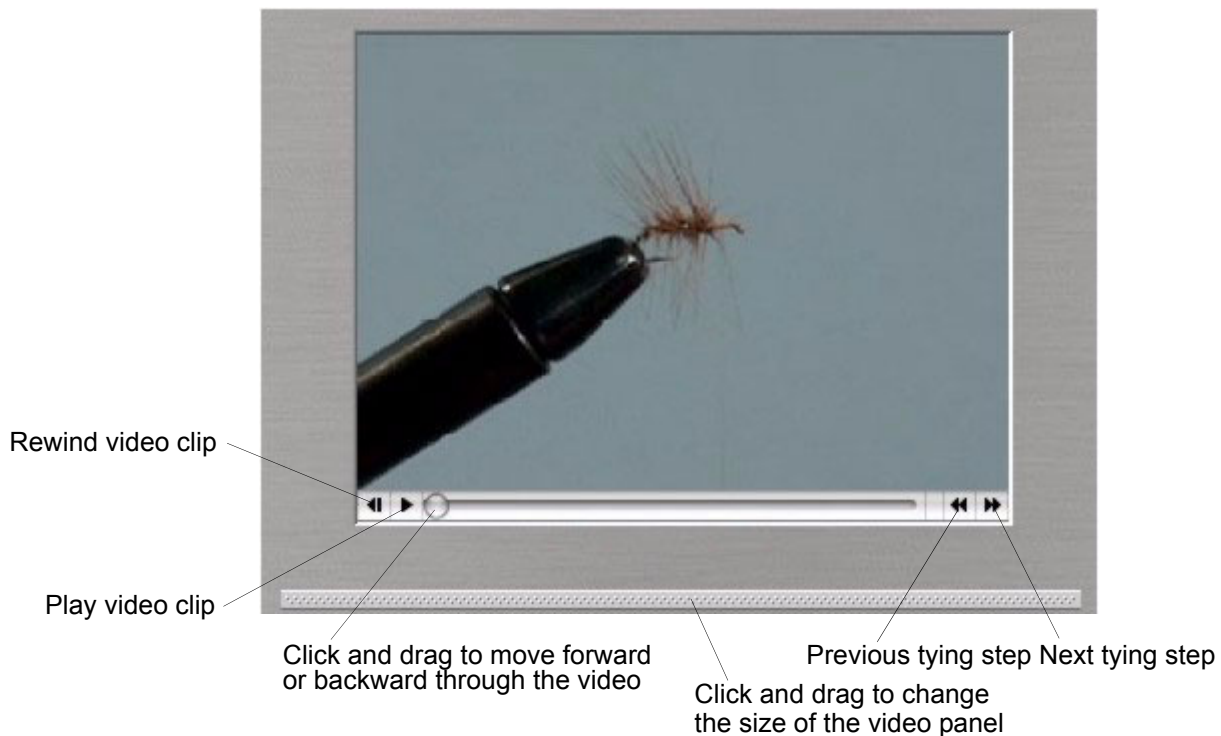 Rewind video clip
Play video clip
Click and drag to move forward
or backward through the video
Previous tying step Next tying step
Click and drag to change
the size of the video panel